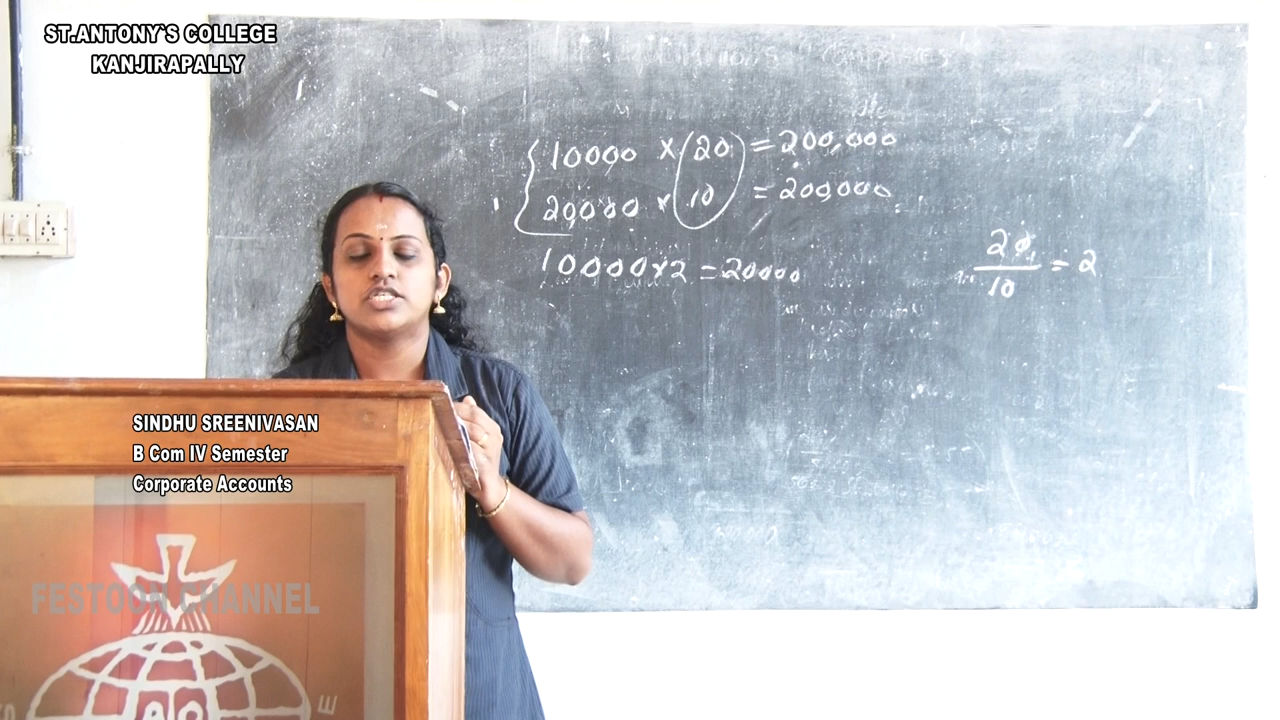 ST.ANTONY`S COLLEGE
KANJIRAPALLY
10000 x 20 = 200,000
20000 x 10 = 200000
10000x2 = 20000
20
10
= 2
SINDHU SREENIVASAN
B Com IV Semester
Corporate Accounts
FESTOON CHANNEL